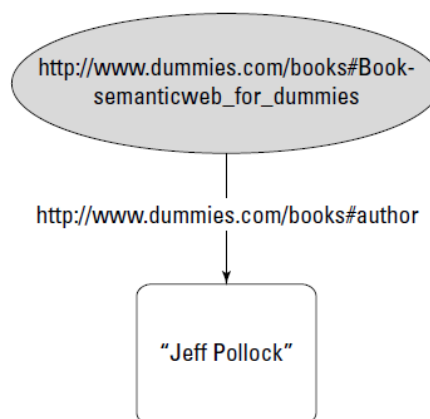 http://www.dummies.com/books#Book-
semanticweb_for_dummies
http://www.dummies.com/books#author
“Jeff Pollock”